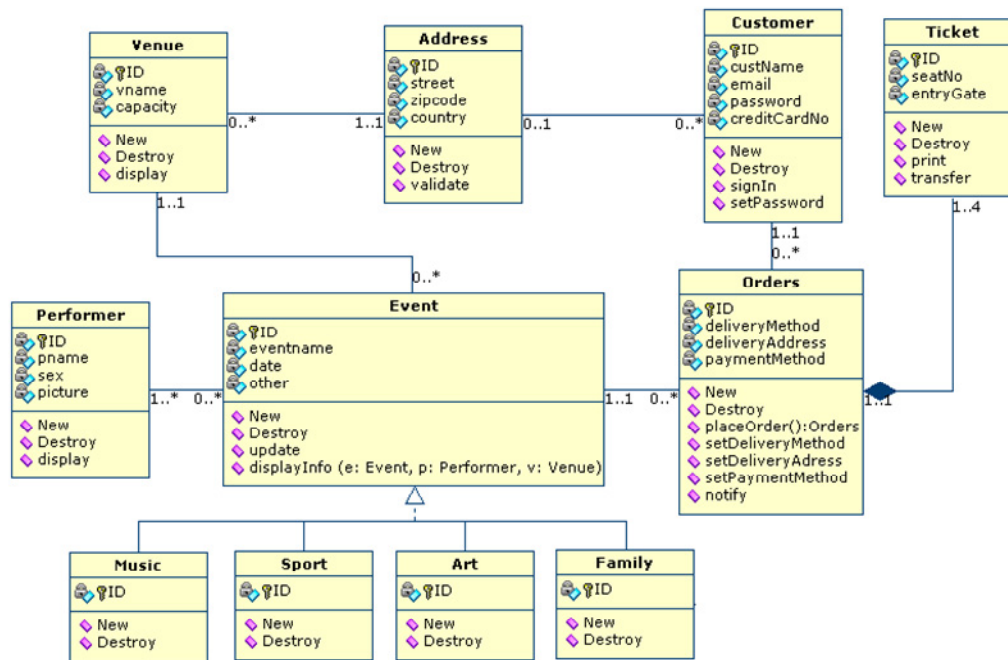 Venue
ID
vname
capacity
New
Destroy
display
0..*
1..1
1..1
Address
ID
street
zipcode
country
New
Destroy
validate
0..1
0..*
Customer
ID
custName
email
password
creditCardNo
New
Destroy
signIn
setPassword
1..1
0..*
Ticket
ID
seatNo
entryGate
New
Destroy
print
transfer
1..4
Performer
ID
pname
sex
picture
New
Destroy
display
1..*
0..*
0..*
Event
ID
eventname
date
other
New
Destroy
update
displayInfo (e: Event, p: Performer, v: Venue)
1..1
0..*
Orders
ID
deliveryMethod
deliveryAddress
paymentMethod
New
Destroy
placeOrder():Orders
setDeliveryMethod
setDeliveryAdress
setPaymentMethod
notify
1..1
Music
ID
New
Destroy
Sport
ID
New
Destroy
Art
ID
New
Destroy
Family
ID
New
Destroy